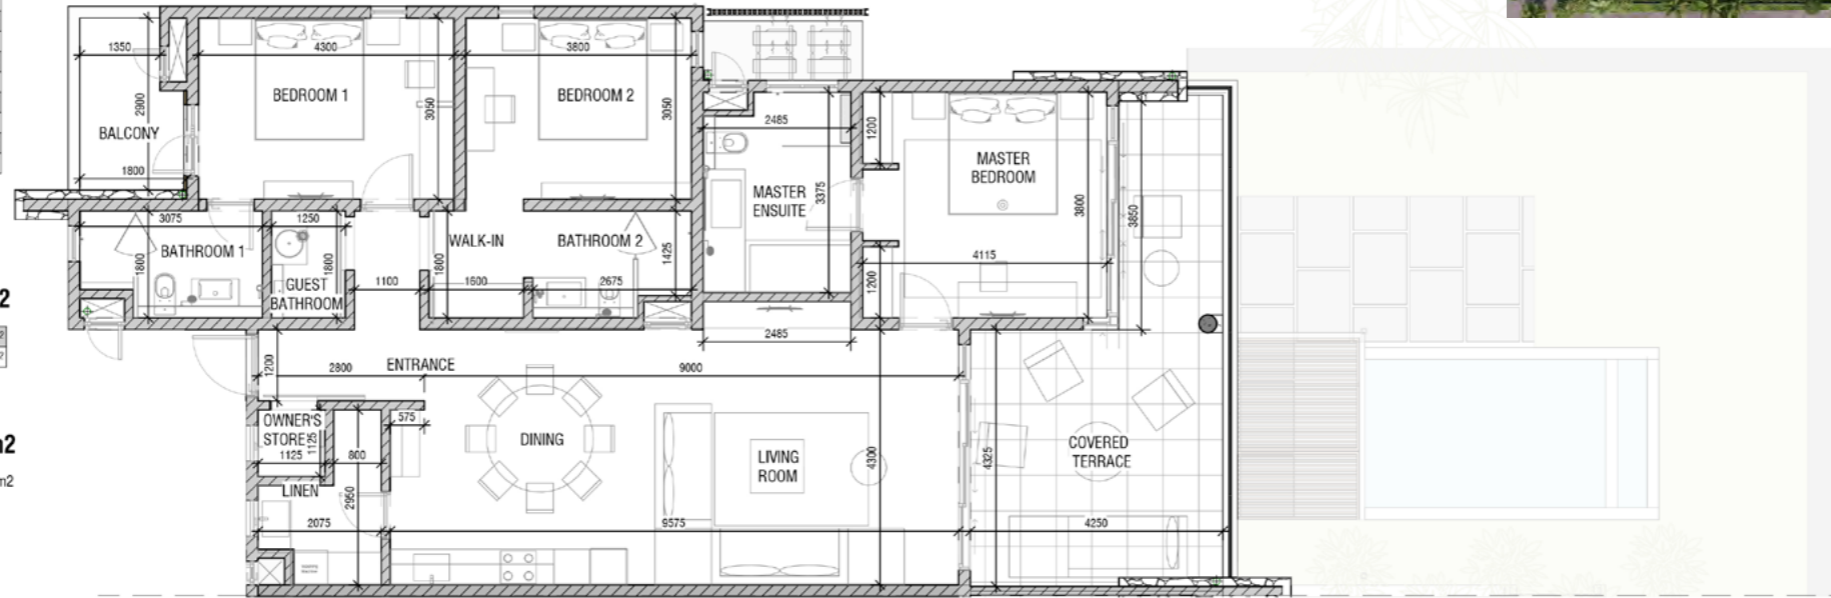 1350
4300
3800
BEDROOM 1
BEDROOM 2
2900
3050
3050
BALCONY
1800
2485
1200
MASTER
BEDROOM
MASTER
ENSUITE
3375
3800
3850
3075
1250
BATHROOM 1
WALK-IN
BATHROOM 2
1800
1800
1800
1425
GUEST
BATHROOM
1100
1600
2675
4115
1200
2
2485
1200
2800
ENTRANCE
9000
OWNER'S
STORE
1125
1125
575
800
DINING
LIVING
ROOM
4300
4325
COVERED
TERRACE
m2
m2
LINEN
2950
2075
9575
4250